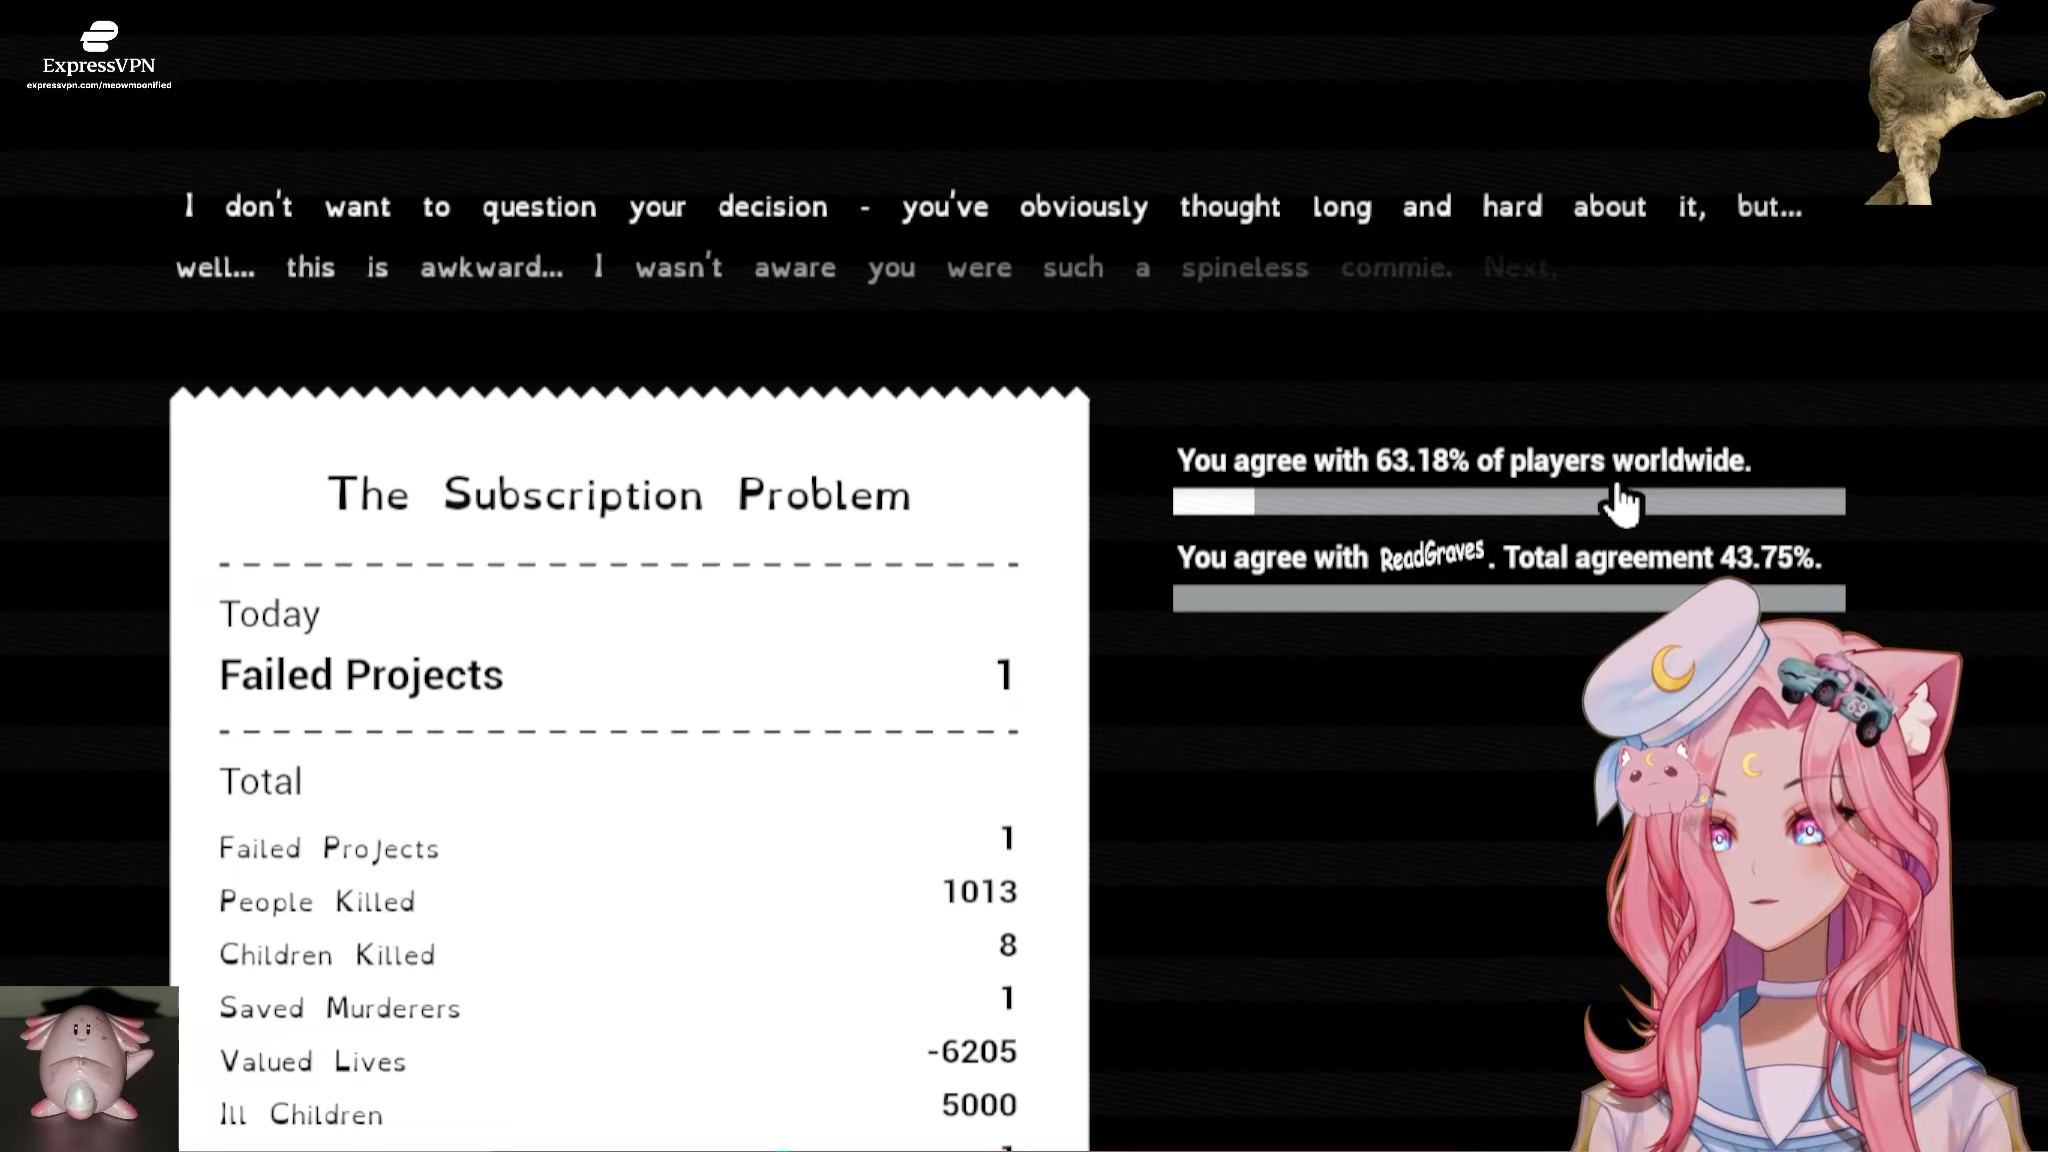 ExpressVPN
expressvpn.com/meowmoonified
I don't want to question your decision - you've obviously thought long and hard about it, but...
well... this is awkward... I wasn't aware you were such a spineless commie. Next,
The Subscription Problem
Today
Failed Projects 1
Total
Failed Projects 1
People Killed 1013
Children Killed 8
Saved Murderers 1
Valued Lives -6205
Ill Children 5000
You agree with 63.18% of players worldwide.
You agree with ReadGraves. Total agreement 43.75%.
69